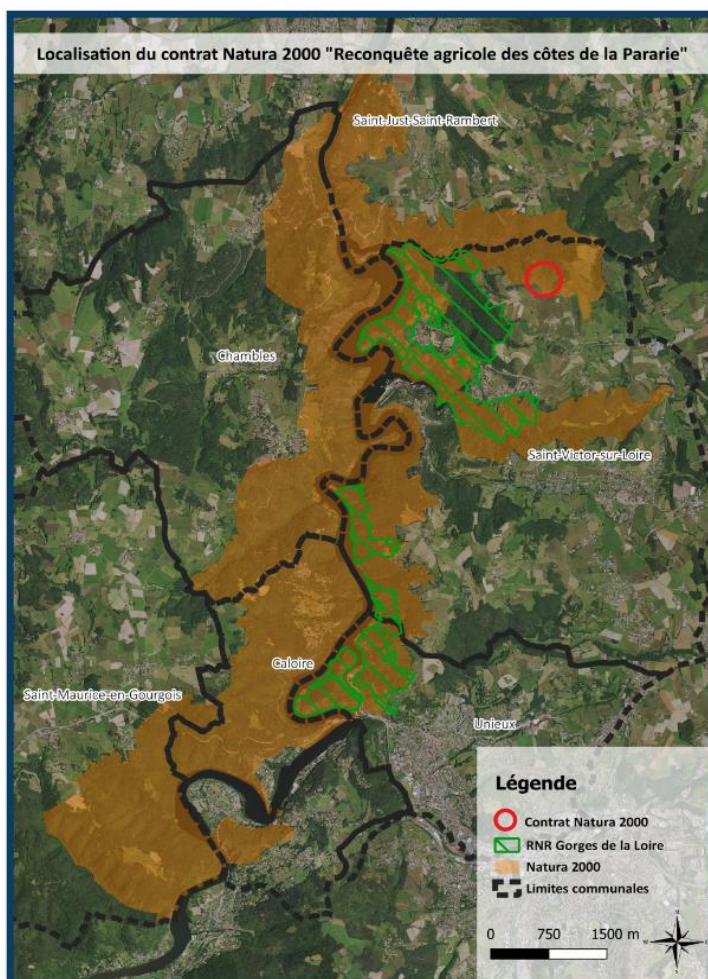 Localisation du contrat Natura 2000 "Reconquête agricole des côtes de la Pararie"
Saint-Just-Saint-Rambert
Chambles
Saint-Victor-sur-Loire
Caloire
Saint-Maurice-en-Gourgois
Unieux
Légende
Contrat Natura 2000
RNR Gorges de la Loire
Natura 2000
Limites communales
0 750 1500 m